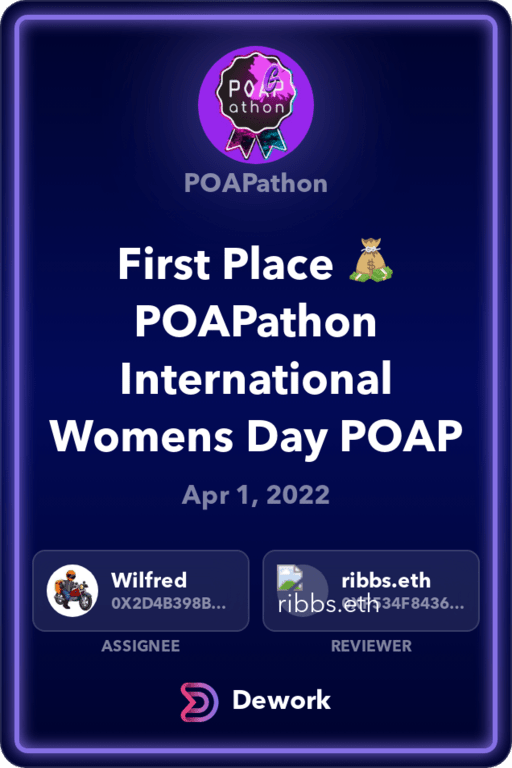 POAP
athon
POAPathon
First Place 💰
POAPathon
International
Womens Day POAP
Apr 1, 2022
Wilfred
0X2D4B398B...
ribbs.eth
ribbs.eth
ASSIGNEE
REVIEWER
Dework